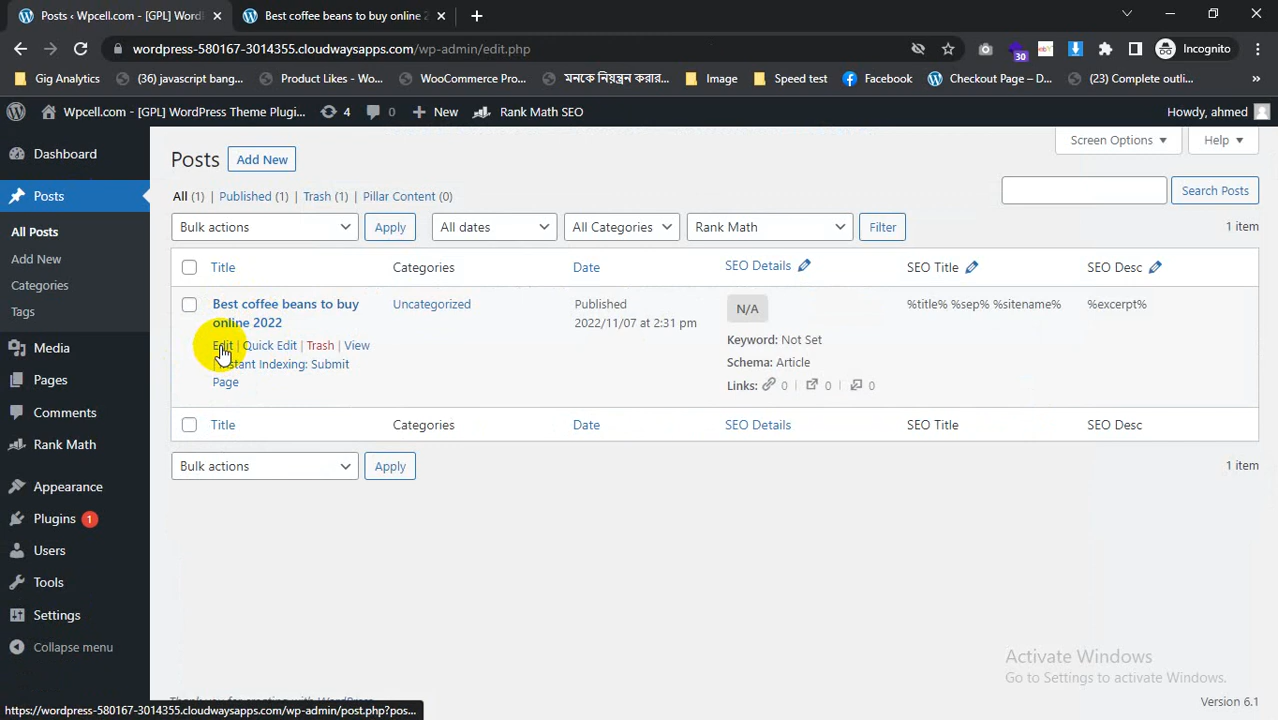 Posts ‹ Wpcell.com - [GPL] WordP
Best coffee beans to buy online 2
wordpress-580167-3014355.cloudwaysapps.com/wp-admin/edit.php
30
Incognito
Gig Analytics
(36) javascript bang...
Product Likes - Wo...
WooCommerce Pro...
মনকে নিয়ন্ত্রন করার...
Image
Speed test
Facebook
Checkout Page – D...
(23) Complete outli...
»
Wpcell.com - [GPL] WordPress Theme Plugi...
4
0
New
Rank Math SEO
Howdy, ahmed
Dashboard
Posts
All Posts
Add New
Categories
Tags
Media
Pages
Comments
Rank Math
Appearance
Plugins 1
Users
Tools
Settings
Collapse menu
Screen Options
Help
Posts
Add New
All (1) | Published (1) | Trash (1) | Pillar Content (0)
Search Posts
Bulk actions
Apply
All dates
All Categories
Rank Math
Filter
1 item
Title
Categories
Date
SEO Details
SEO Title
SEO Desc
Best coffee beans to buy
online 2022
Edit | Quick Edit | Trash | View
| Instant Indexing: Submit
Page
Uncategorized
Published
2022/11/07 at 2:31 pm
N/A
Keyword: Not Set
Schema: Article
Links: 0 | 0 | 0
%title% %sep% %sitename%
%excerpt%
Title
Categories
Date
SEO Details
SEO Title
SEO Desc
Bulk actions
Apply
1 item
Activate Windows
Go to Settings to activate Windows.
Thank you for creating with WordPress.
Version 6.1
https://wordpress-580167-3014355.cloudwaysapps.com/wp-admin/post.php?pos...